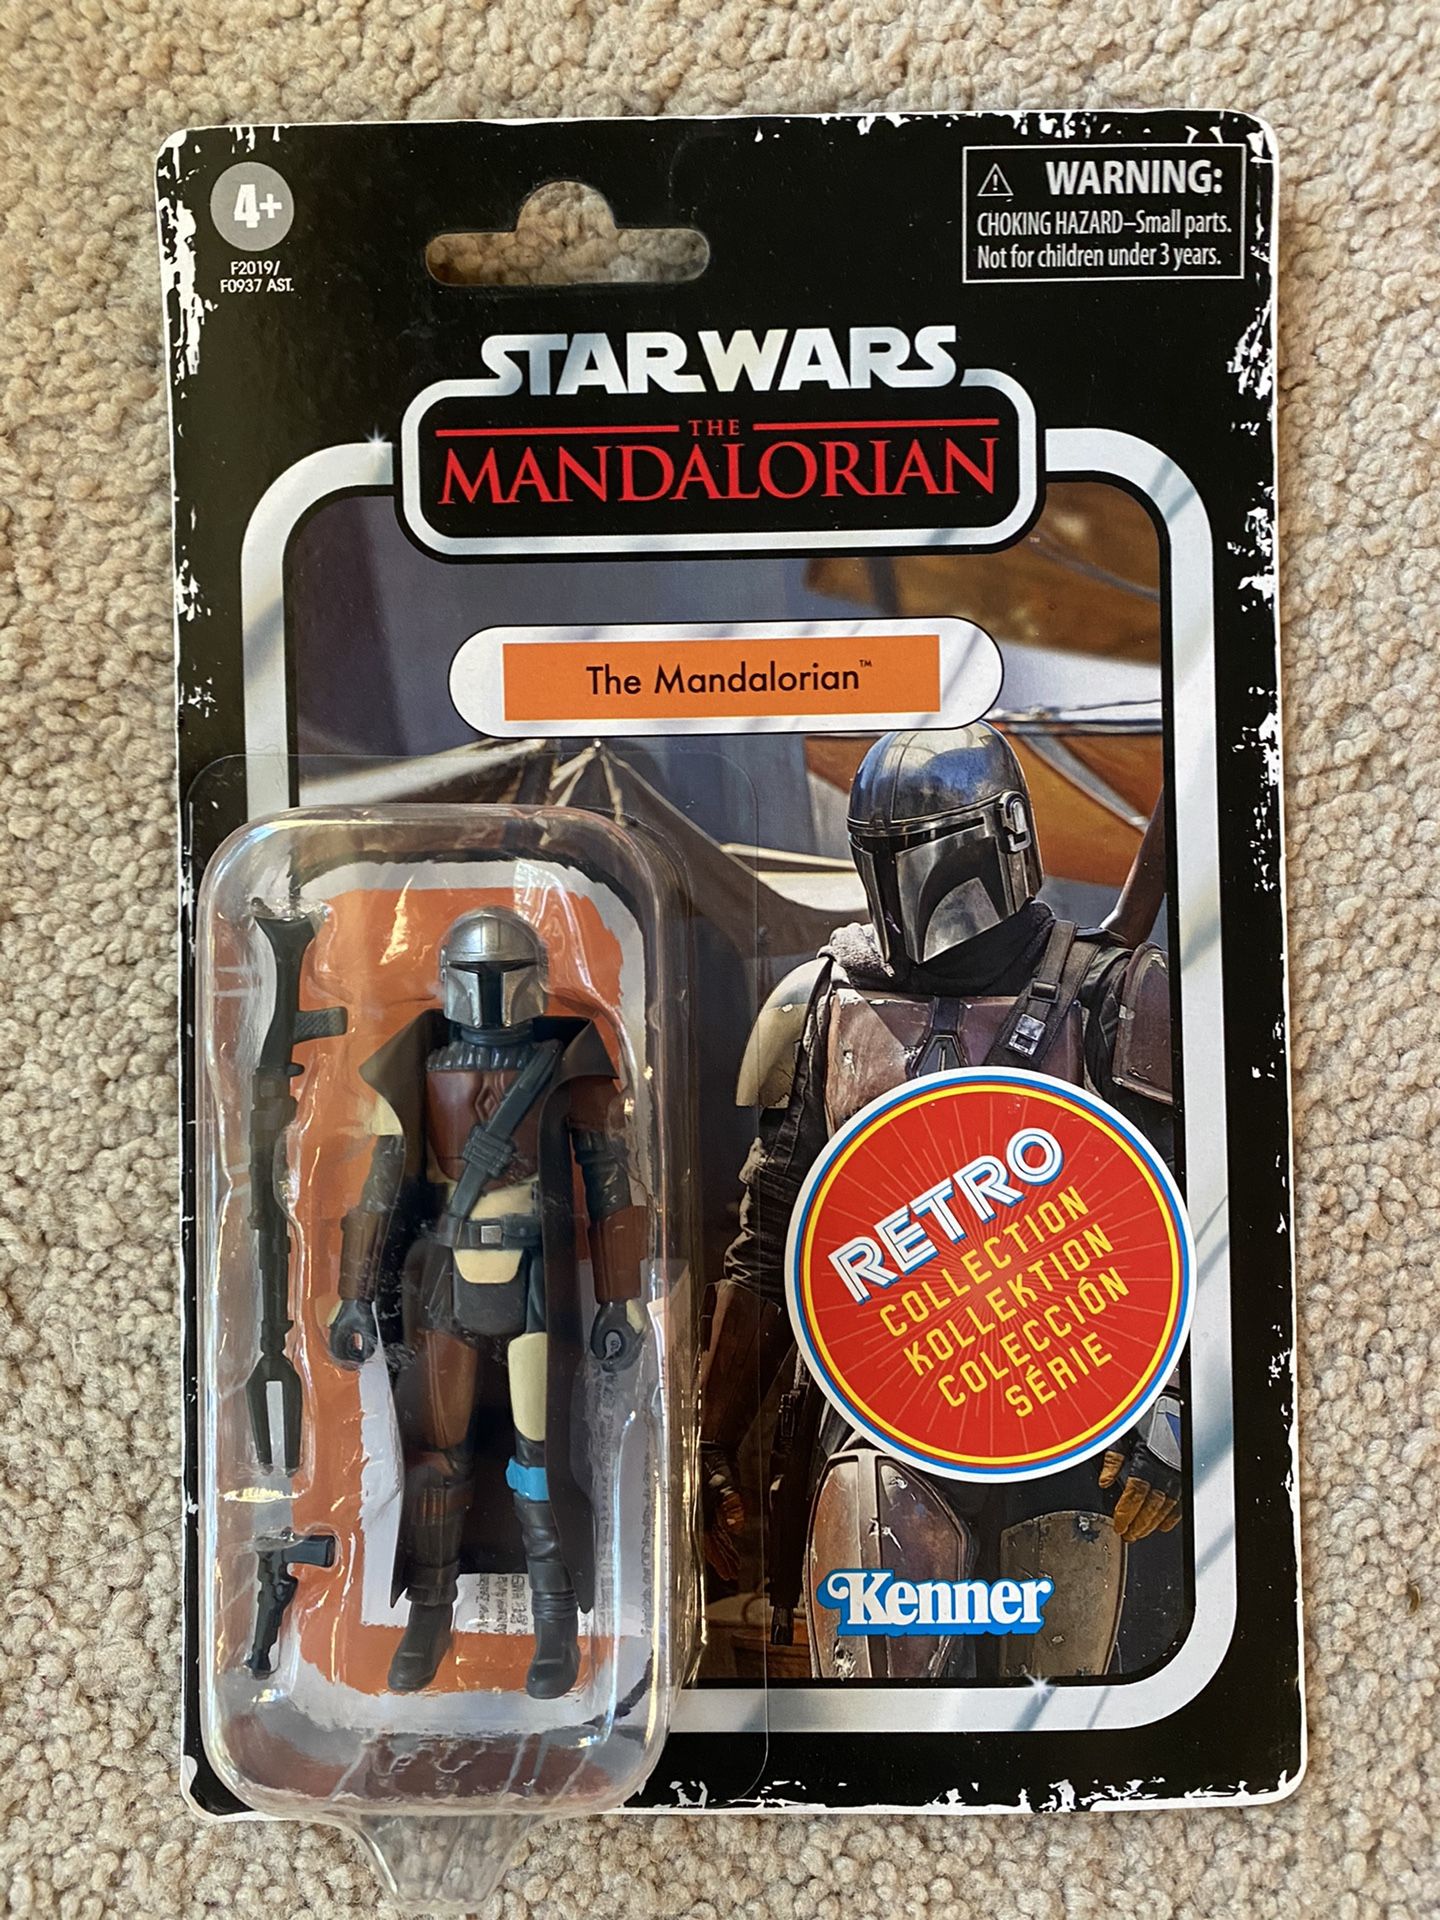 4+
F2019/
F0937 AST.
⚠ WARNING:
CHOKING HAZARD–Small parts.
Not for children under 3 years.
STAR WARS
THE
MANDALORIAN
™
The Mandalorian™
RETRO
COLLECTION
KOLLEKTION
COLECCIÓN
SÉRIE
Kenner